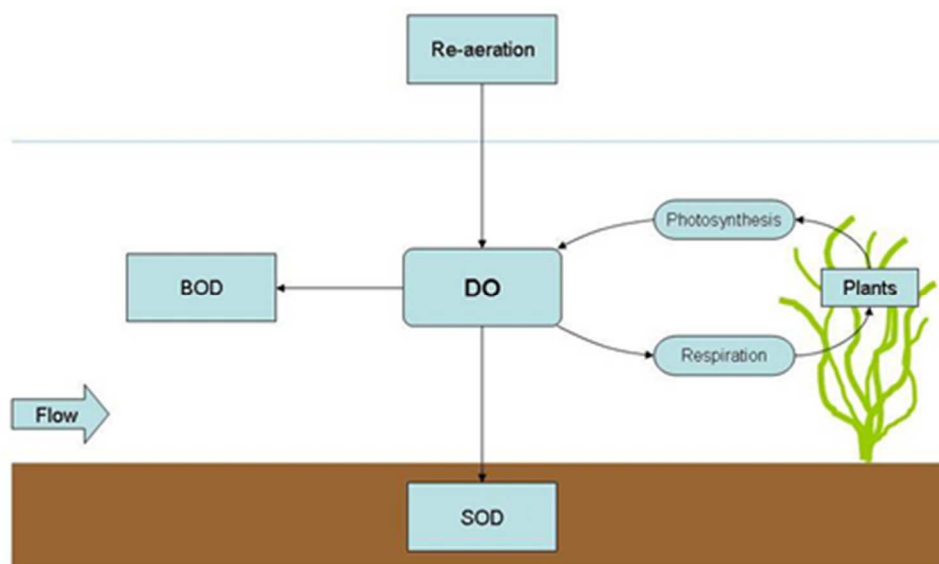 Re-aeration
Photosynthesis
BOD
DO
Plants
Respiration
Flow
SOD